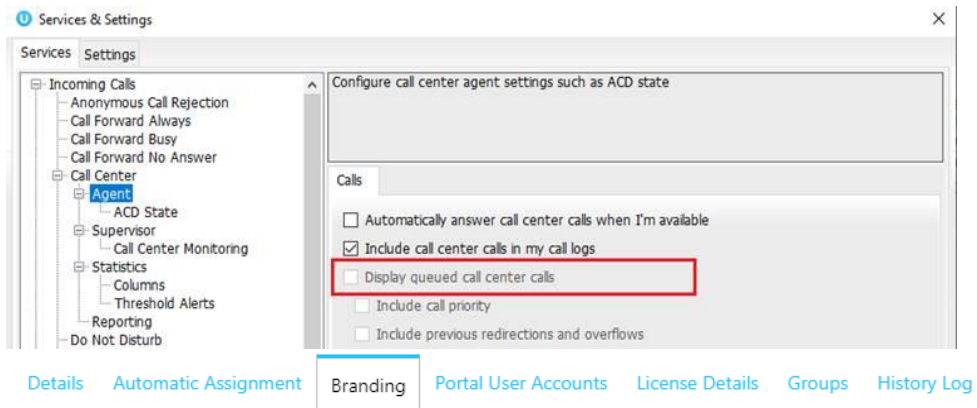 U Services & Settings
Services Settings
Incoming Calls
Anonymous Call Rejection
Call Forward Always
Call Forward Busy
Call Forward No Answer
Call Center
Agent
ACD State
Supervisor
Call Center Monitoring
Statistics
Columns
Threshold Alerts
Reporting
Do Not Disturb
Configure call center agent settings such as ACD state
Calls
Automatically answer call center calls when I'm available
Include call center calls in my call logs
Display queued call center calls
Include call priority
Include previous redirections and overflows
Details Automatic Assignment Branding Portal User Accounts License Details Groups History Log